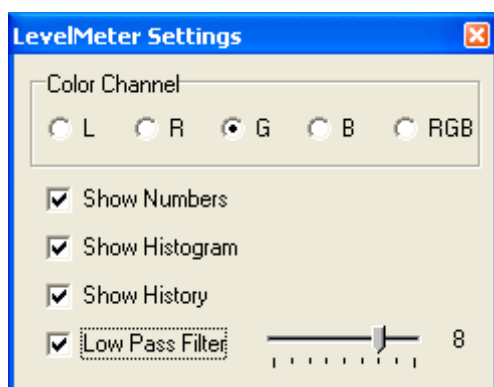 LevelMeter Settings
Color Channel
L R G B RGB
Show Numbers
Show Histogram
Show History
Low Pass Filter 8